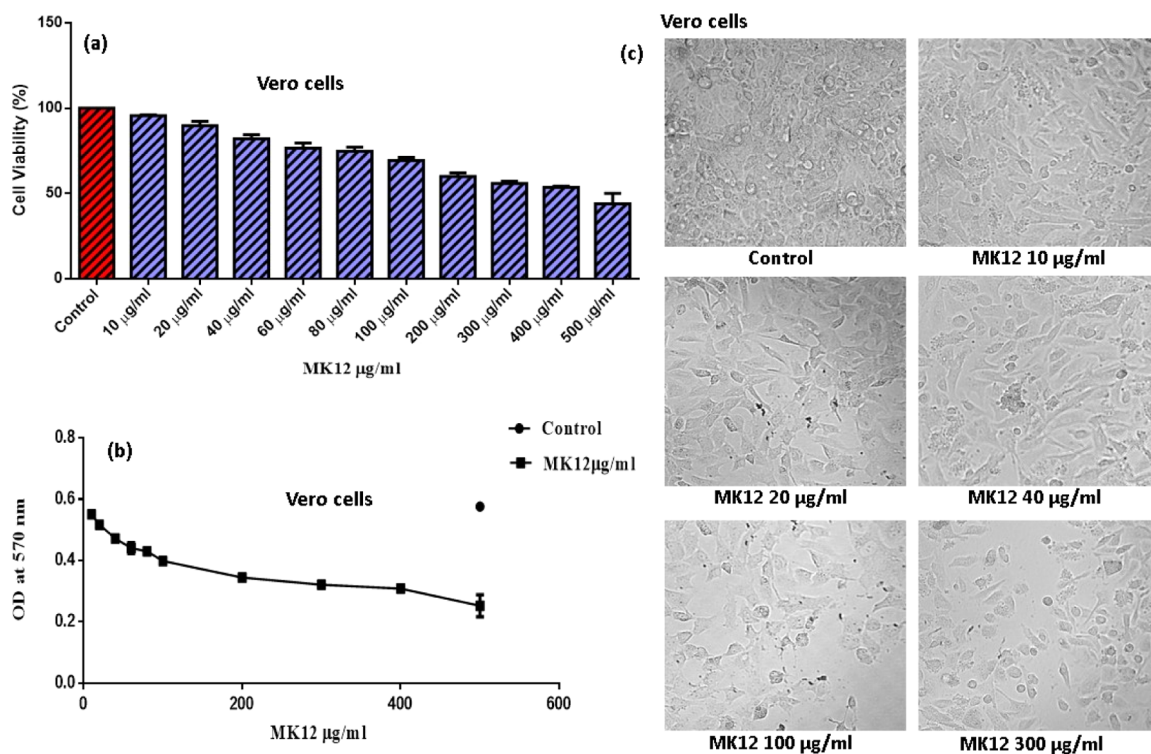 (a)
Vero cells
Cell Viability (%)
150
100
50
0
Control
10 µg/ml
20 µg/ml
40 µg/ml
60 µg/ml
80 µg/ml
100 µg/ml
200 µg/ml
300 µg/ml
400 µg/ml
500 µg/ml
MK12 µg/ml
(b)
Vero cells
Control
MK12µg/ml
OD at 570 nm
0.8
0.6
0.4
0.2
0.0
0
200
400
600
MK12 µg/ml
Vero cells
(c)
Control
MK12 10 µg/ml
MK12 20 µg/ml
MK12 40 µg/ml
MK12 100 µg/ml
MK12 300 µg/ml